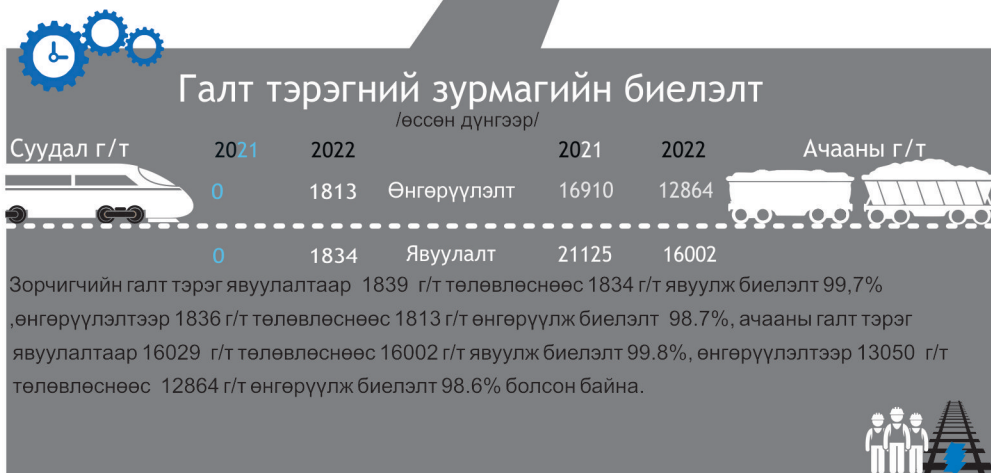 Галт тэрэгний зурмагийн биелэлт
/өссөн дүнгээр/
Суудал г/т 2021 2022 2021 2022 Ачааны г/т
0 1813 Өнгөрүүлэлт 16910 12864
0 1834 Явуулалт 21125 16002
Зорчигчийн галт тэрэг явуулалтаар 1839 г/т төлөвлөснөөс 1834 г/т явуулж биелэлт 99,7%
,өнгөрүүлэлтээр 1836 г/т төлөвлөснөөс 1813 г/т өнгөрүүлж биелэлт 98.7%, ачааны галт тэрэг
явуулалтаар 16029 г/т төлөвлөснөөс 16002 г/т явуулж биелэлт 99.8%, өнгөрүүлэлтээр 13050 г/т
төлөвлөснөөс 12864 г/т өнгөрүүлж биелэлт 98.6% болсон байна.